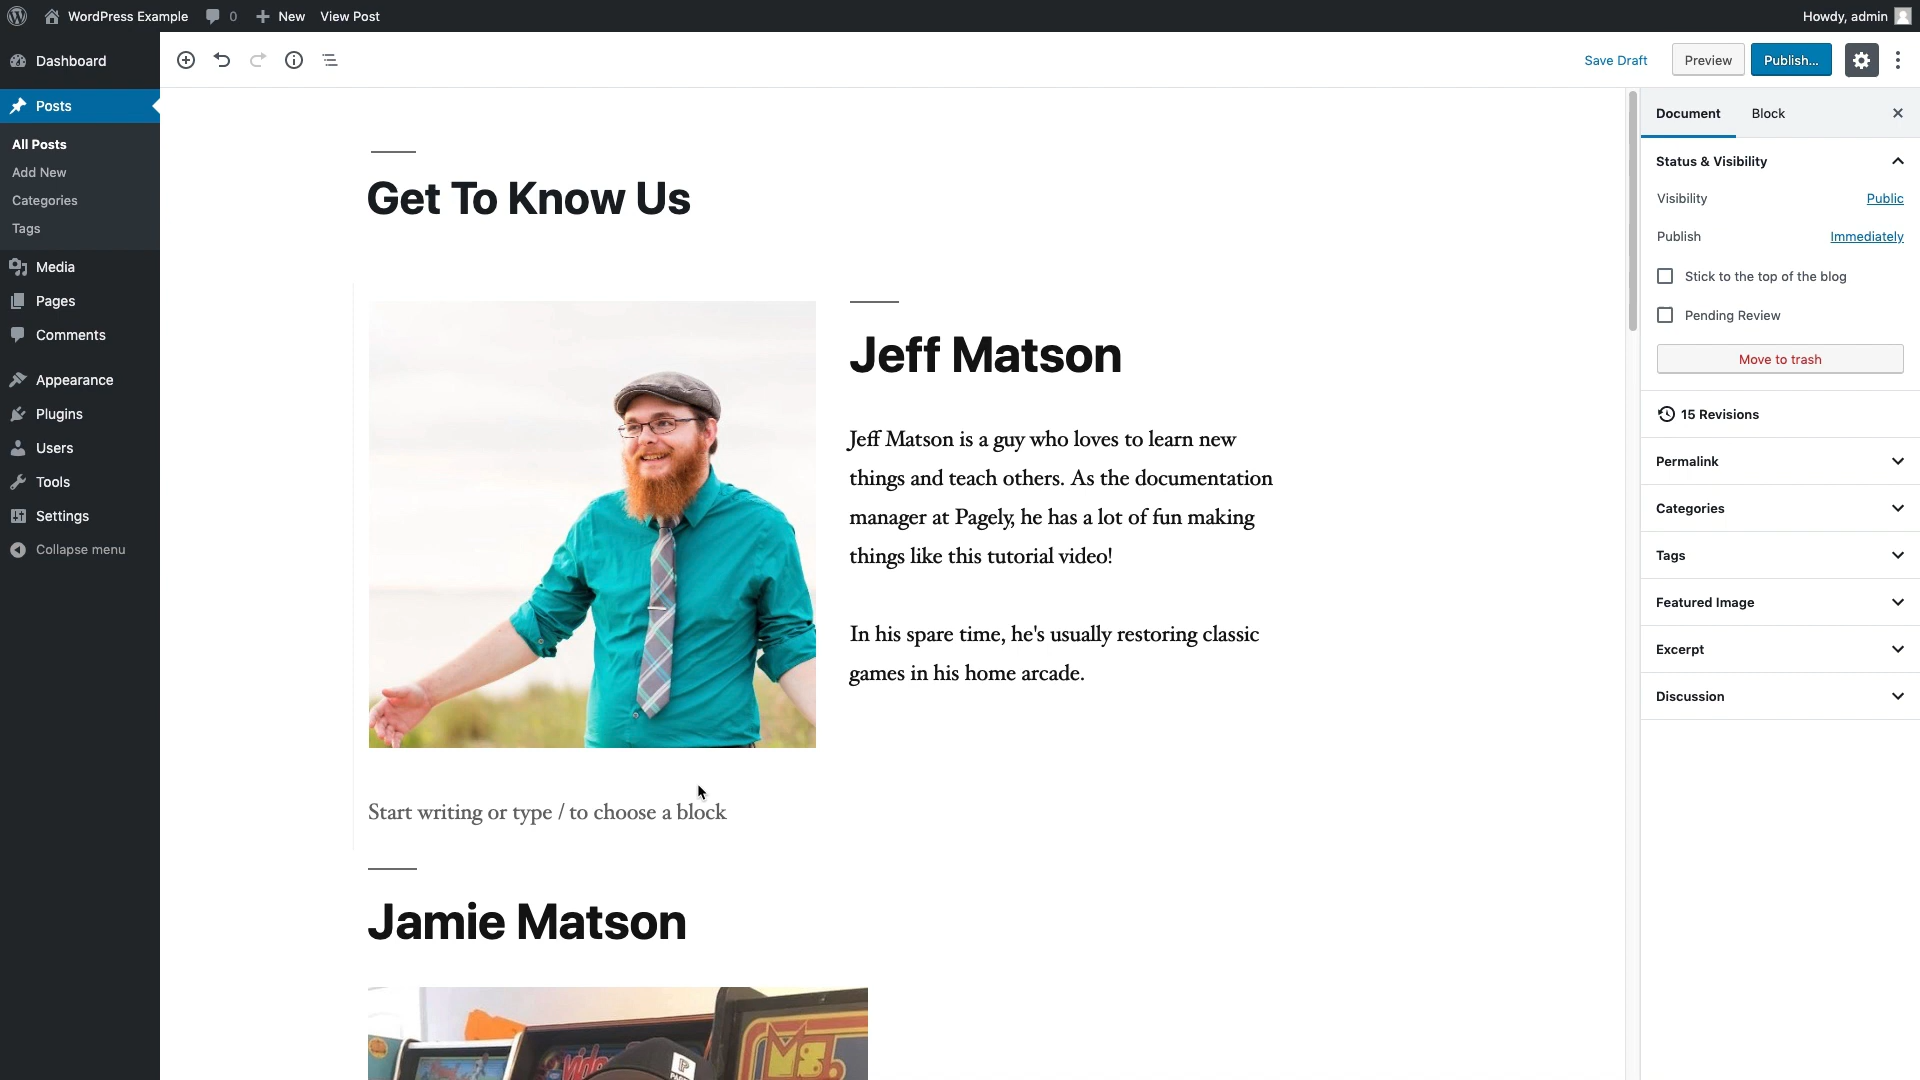 WordPress Example 0 New View Post Howdy, admin
Dashboard
Posts
All Posts
Add New
Categories
Tags
Media
Pages
Comments
Appearance
Plugins
Users
Tools
Settings
Collapse menu
Save Draft Preview Publish...
Get To Know Us
Jeff Matson
Jeff Matson is a guy who loves to learn new
things and teach others. As the documentation
manager at Pagely, he has a lot of fun making
things like this tutorial video!
In his spare time, he's usually restoring classic
games in his home arcade.
Start writing or type / to choose a block
Jamie Matson
Ms.
Document Block
Status & Visibility
Visibility Public
Publish Immediately
Stick to the top of the blog
Pending Review
Move to trash
15 Revisions
Permalink
Categories
Tags
Featured Image
Excerpt
Discussion